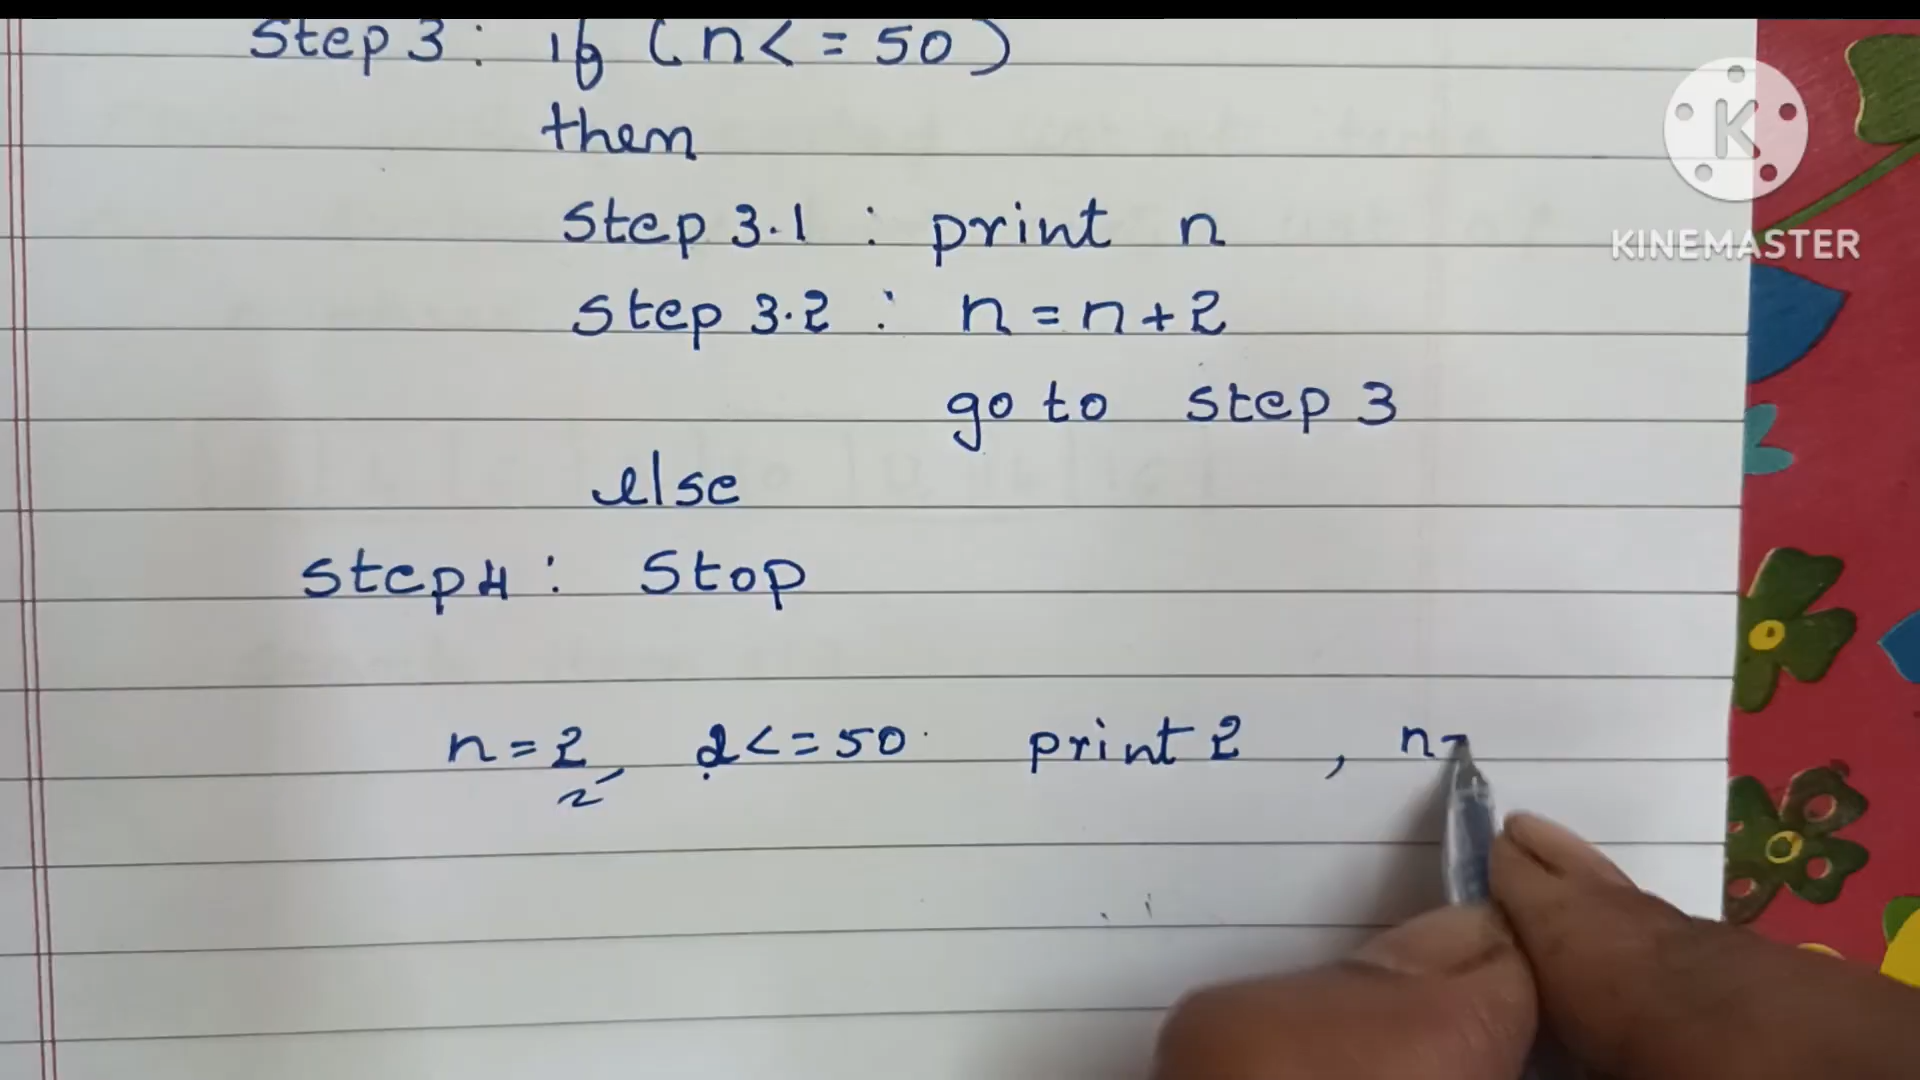 Step 3: if (n<=50)
then
Step 3.1 : print n
Step 3.2 : n=n+2
go to step 3
else
Step 4: Stop
n=2, 2<=50 print 2 , n=
K
KINEMASTER